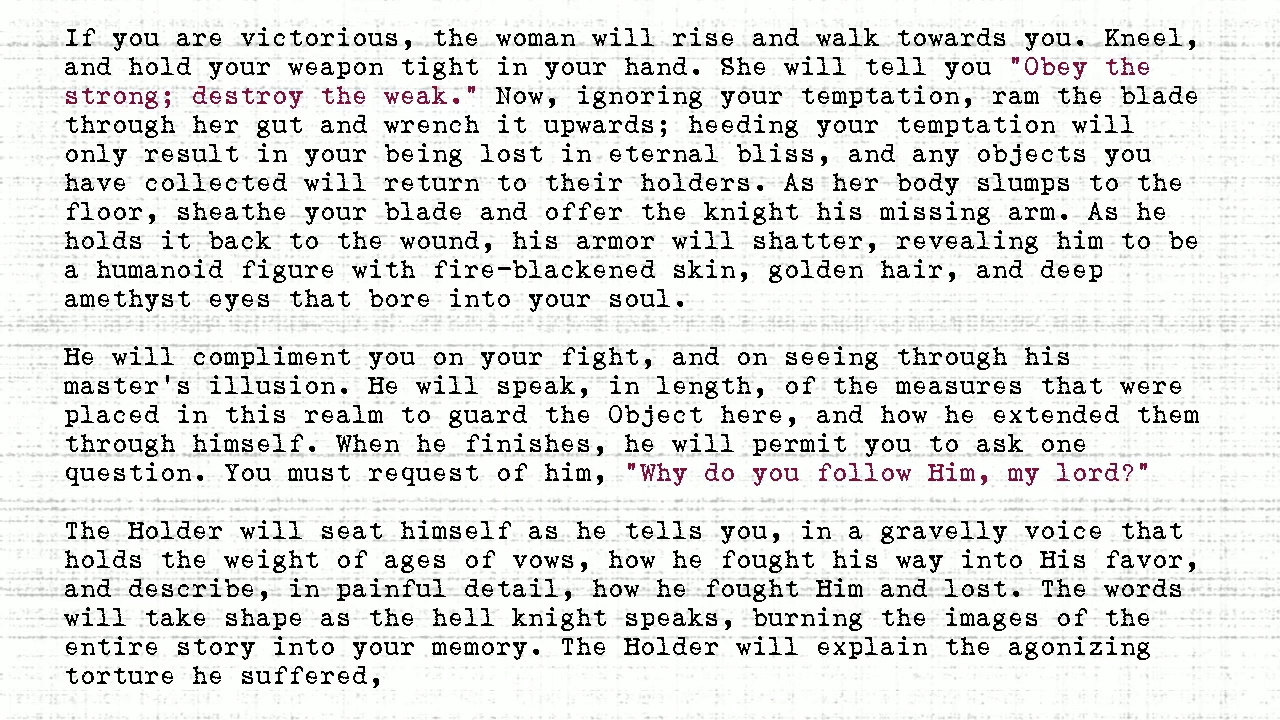 If you are victorious, the woman will rise and walk towards you. Kneel,
and hold your weapon tight in your hand. She will tell you "Obey the
strong; destroy the weak." Now, ignoring your temptation, ram the blade
through her gut and wrench it upwards; heeding your temptation will
only result in your being lost in eternal bliss, and any objects you
have collected will return to their holders. As her body slumps to the
floor, sheathe your blade and offer the knight his missing arm. As he
holds it back to the wound, his armor will shatter, revealing him to be
a humanoid figure with fire-blackened skin, golden hair, and deep
amethyst eyes that bore into your soul.
He will compliment you on your fight, and on seeing through his
master's illusion. He will speak, in length, of the measures that were
placed in this realm to guard the Object here, and how he extended them
through himself. When he finishes, he will permit you to ask one
question. You must request of him, "Why do you follow Him, my lord?"
The Holder will seat himself as he tells you, in a gravelly voice that
holds the weight of ages of vows, how he fought his way into His favor,
and describe, in painful detail, how he fought Him and lost. The words
will take shape as the hell knight speaks, burning the images of the
entire story into your memory. The Holder will explain the agonizing
torture he suffered,